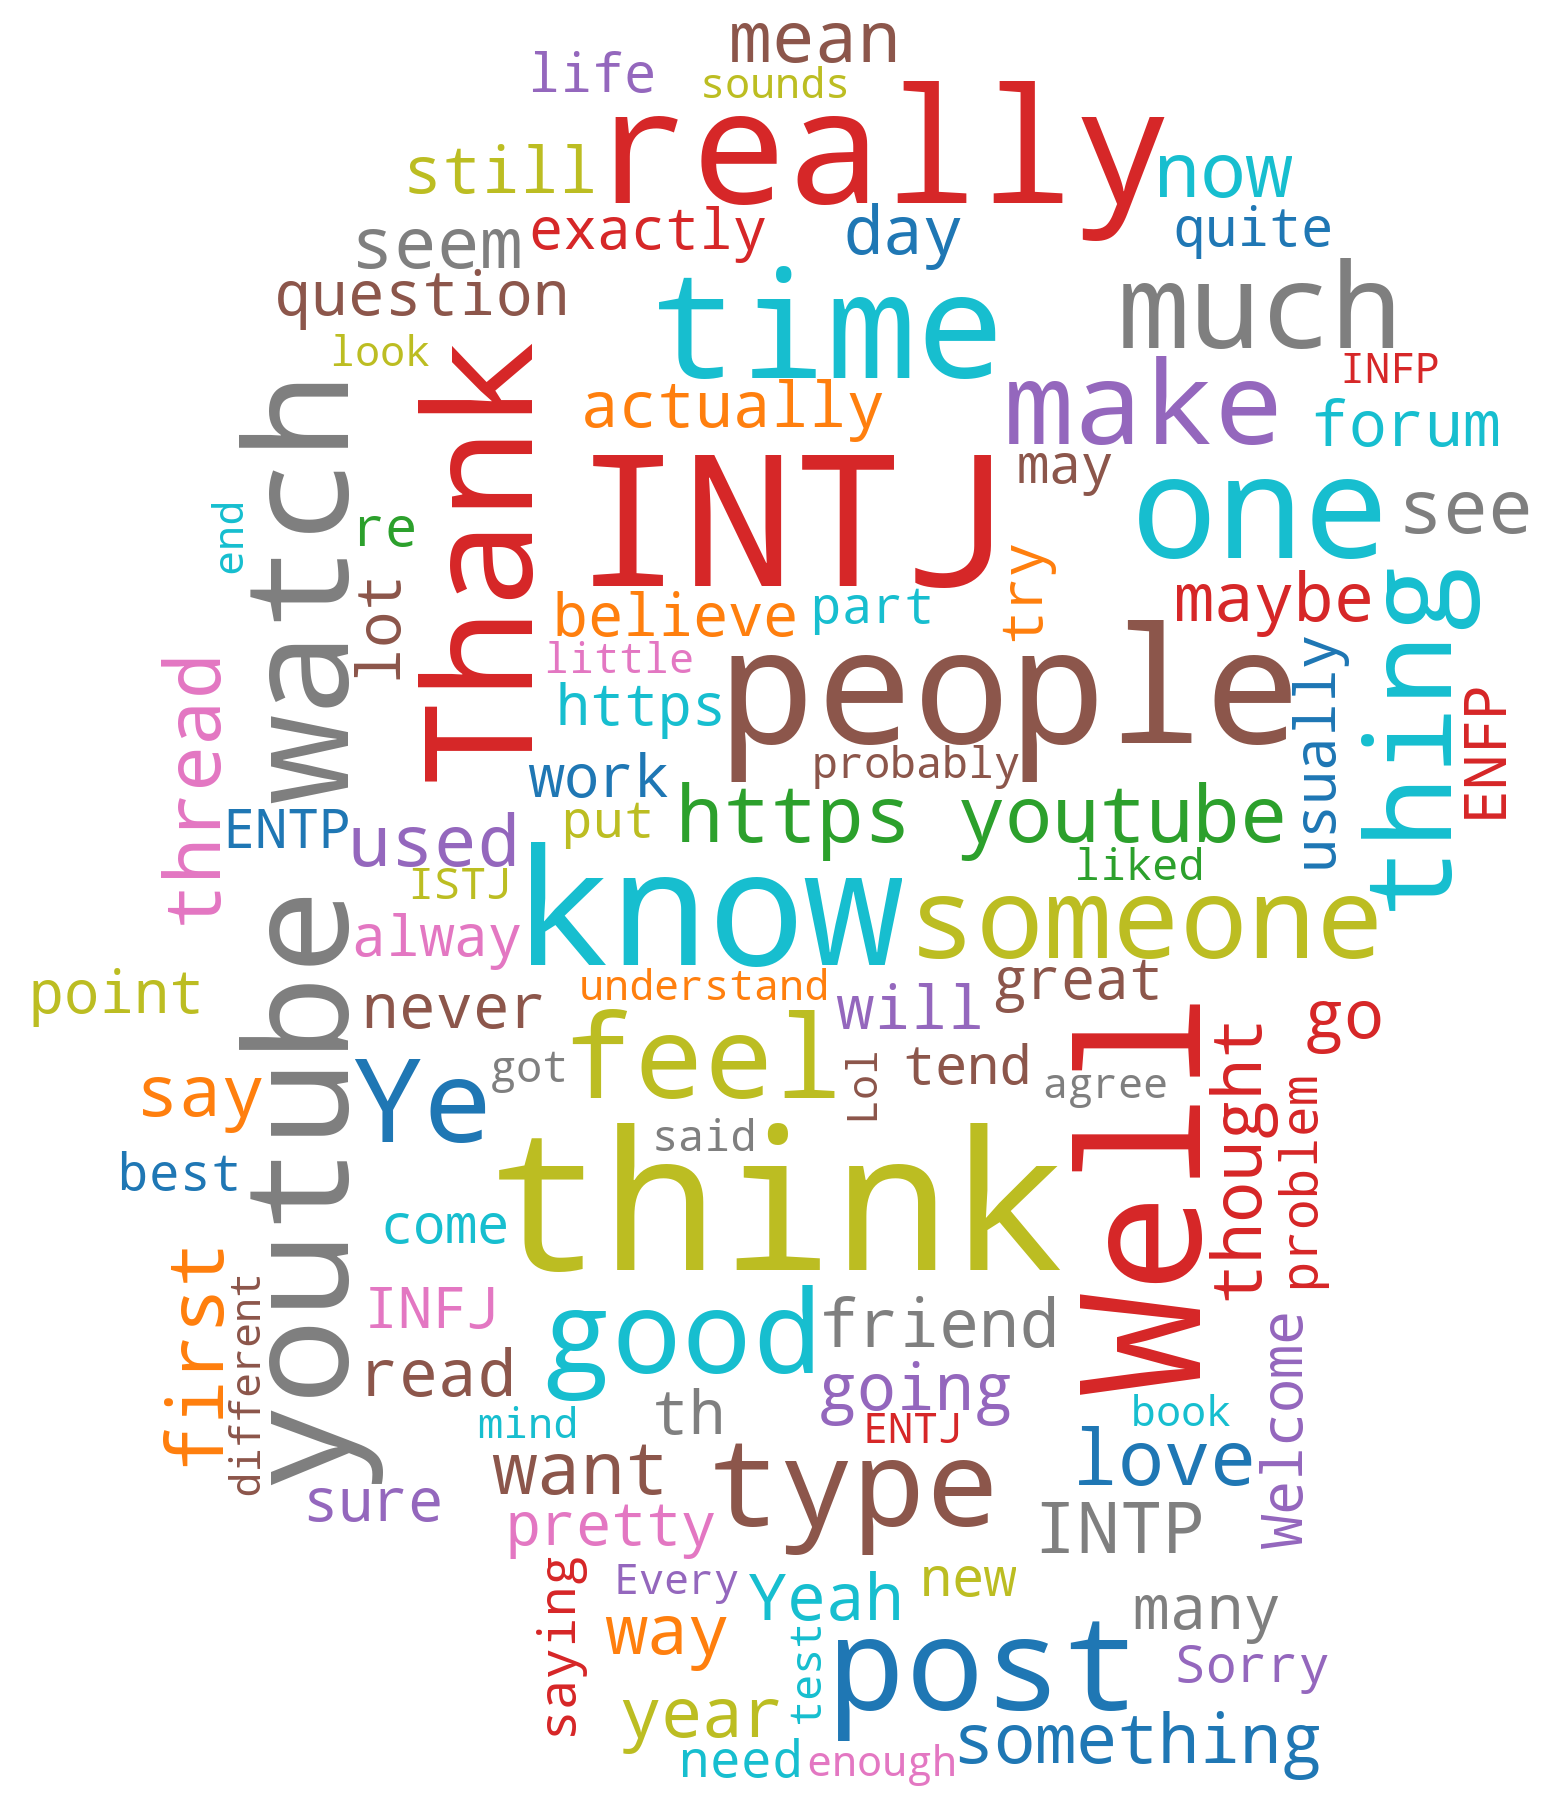 mean
life
sounds
really
still
now
exactly
day
quite
seem
question
time
much
look
Thank
INFP
make
actually
forum
youtube watch
INTJ
may
one
see
end
re
try
lot
believe
part
maybe
thing
little
people
usually
thread
https
ENFP
probably
work
https youtube
ENTP
used
put
liked
know
ISTJ
someone
alway
point
understand
never
will
great
go
feel
Well
say
Ye
got
Lol
tend
agree
thought
problem
said
think
best
come
first
different
INFJ
good
friend
Welcome
read
going
th
mind
ENTJ
book
want
type
love
sure
pretty
INTP
saying
Every
Yeah
new
many
way
test
post
Sorry
year
something
need
enough